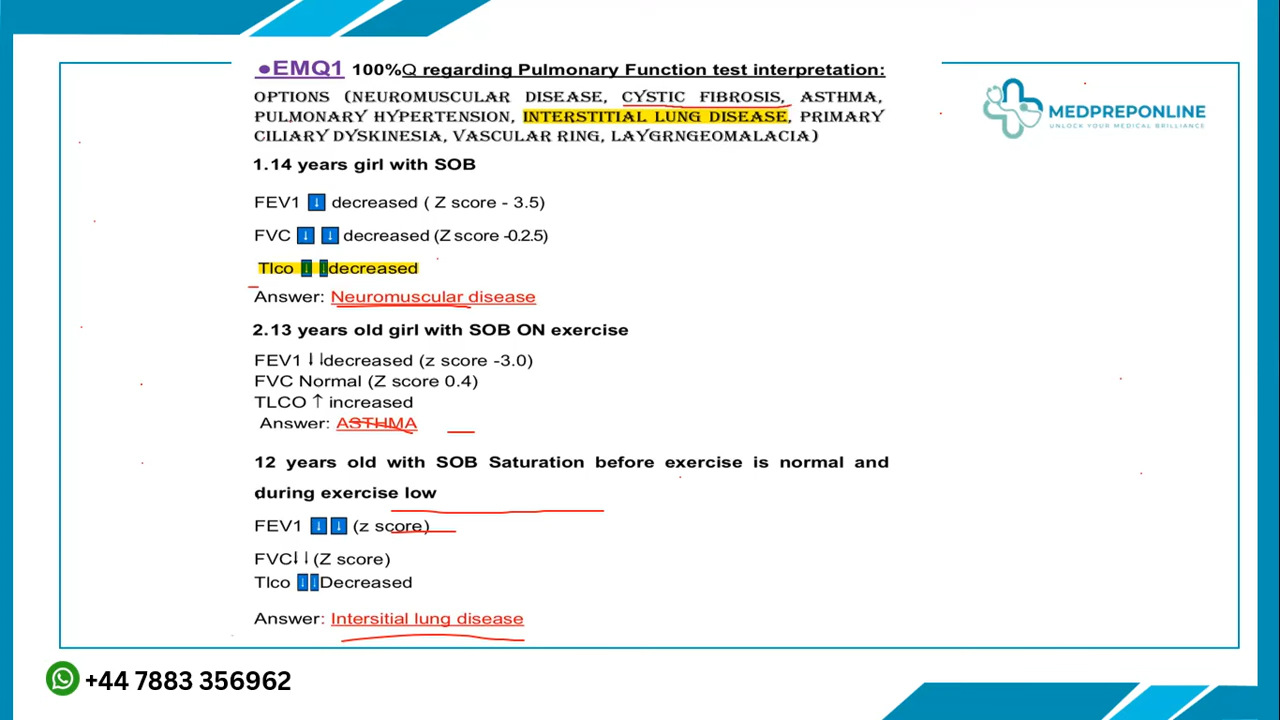 ●EMQ1 100%Q regarding Pulmonary Function test interpretation:
OPTIONS (NEUROMUSCULAR DISEASE, CYSTIC FIBROSIS, ASTHMA,
PULMONARY HYPERTENSION, INTERSTITIAL LUNG DISEASE, PRIMARY
CILIARY DYSKINESIA, VASCULAR RING, LAYGRNGEOMALACIA)
MEDPREPONLINE
UNLOCK YOUR MEDICAL BRILLIANCE
1.14 years girl with SOB
FEV1 ↓ decreased ( Z score - 3.5)
FVC ↓ ↓ decreased (Z score -0.2.5)
Tlco ↓ ↓ decreased
Answer: Neuromuscular disease
2.13 years old girl with SOB ON exercise
FEV1 ↓ ↓decreased (z score -3.0)
FVC Normal (Z score 0.4)
TLCO ↑ increased
Answer: ASTHMA
12 years old with SOB Saturation before exercise is normal and
during exercise low
FEV1 ↓↓ (z score)
FVC↓ ↓ (Z score)
Tlco ↓↓Decreased
Answer: Intersitial lung disease
+44 7883 356962